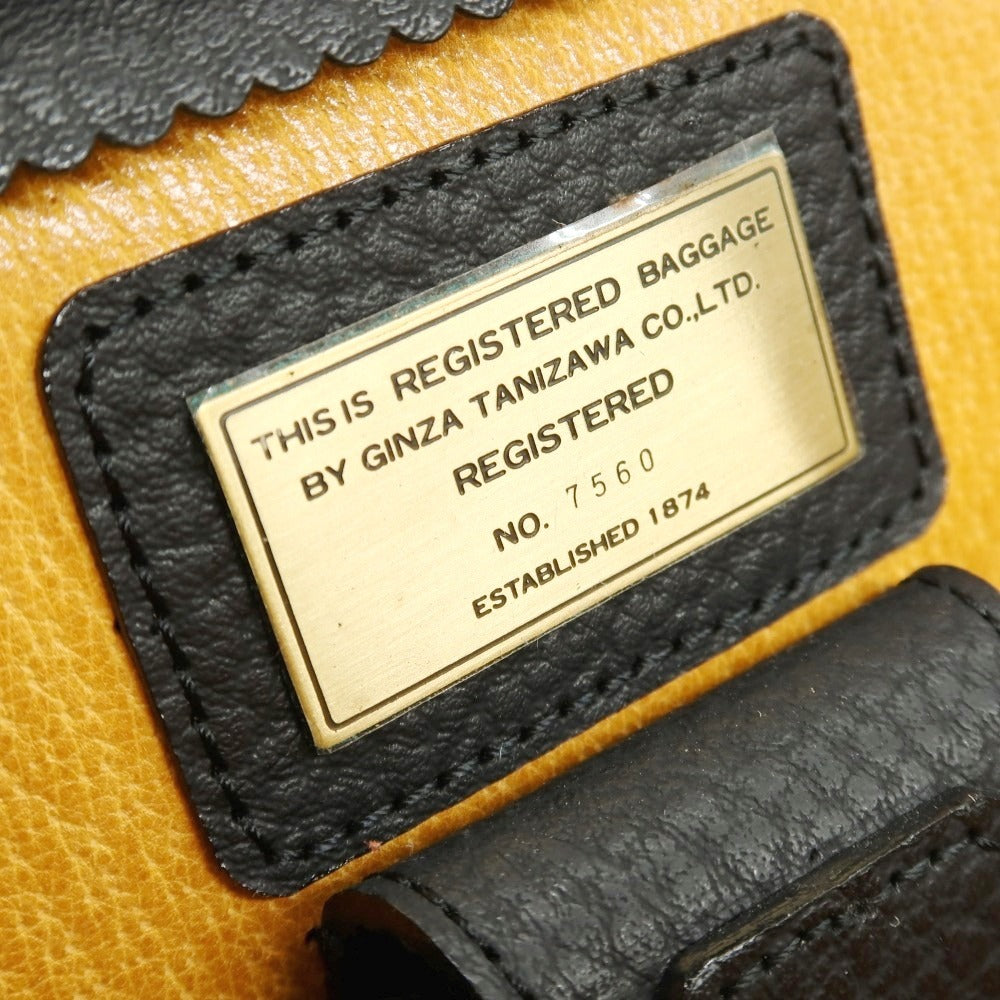 THIS IS REGISTERED BAGGAGE
BY GINZA TANIZAWA CO.,LTD.
REGISTERED
NO. 7560
ESTABLISHED 1874